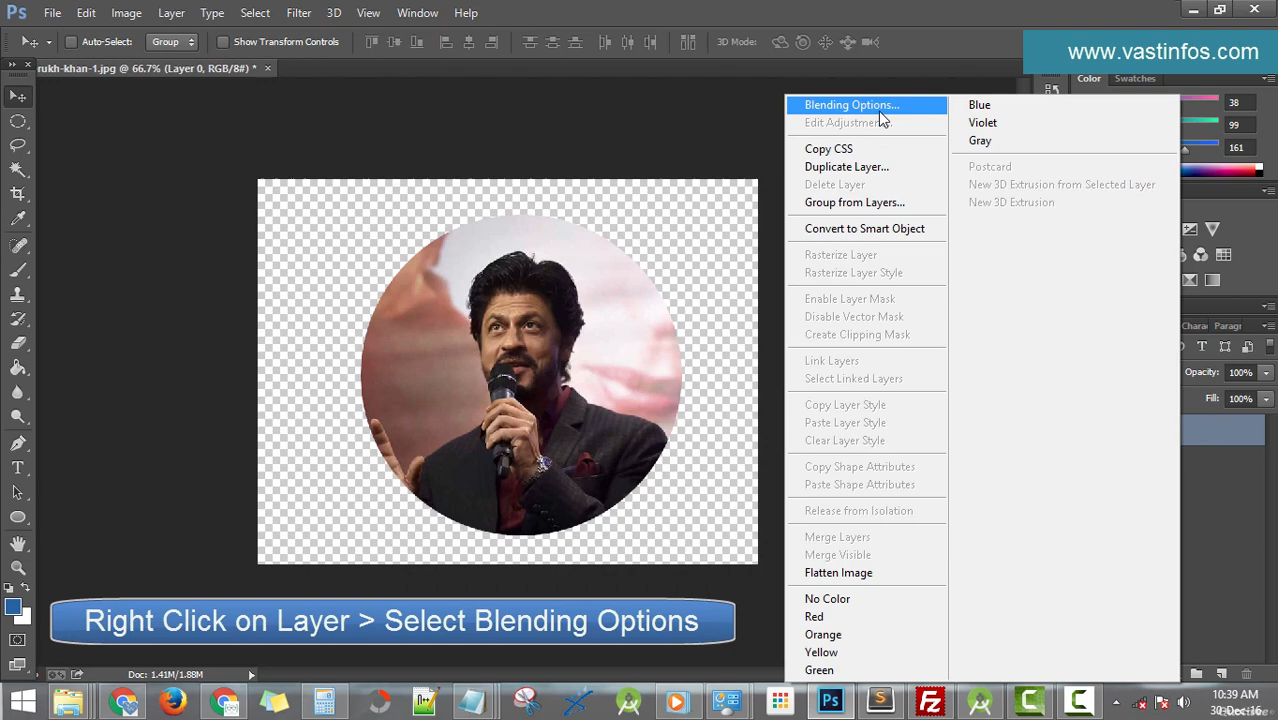 Ps File Edit Image Layer Type Select Filter 3D View Window Help
Auto-Select: Group Show Transform Controls 3D Mode:
www.vastinfos.com
rukh-khan-1.jpg @ 66.7% (Layer 0, RGB/8#) * ×
Color Swatches
38
99
161
Blending Options...
Edit Adjustmen
Copy CSS
Duplicate Layer...
Delete Layer
Group from Layers...
Convert to Smart Object
Rasterize Layer
Rasterize Layer Style
Enable Layer Mask
Disable Vector Mask
Create Clipping Mask
Link Layers
Select Linked Layers
Copy Layer Style
Paste Layer Style
Clear Layer Style
Copy Shape Attributes
Paste Shape Attributes
Release from Isolation
Merge Layers
Merge Visible
Flatten Image
No Color
Red
Orange
Yellow
Green
Blue
Violet
Gray
Postcard
New 3D Extrusion from Selected Layer
New 3D Extrusion
Charac Paragr
Opacity: 100%
Fill: 100%
Right Click on Layer > Select Blending Options
Doc: 1.41M/1.88M
Ps S Fz C C
10:39 AM
30-Dec-16